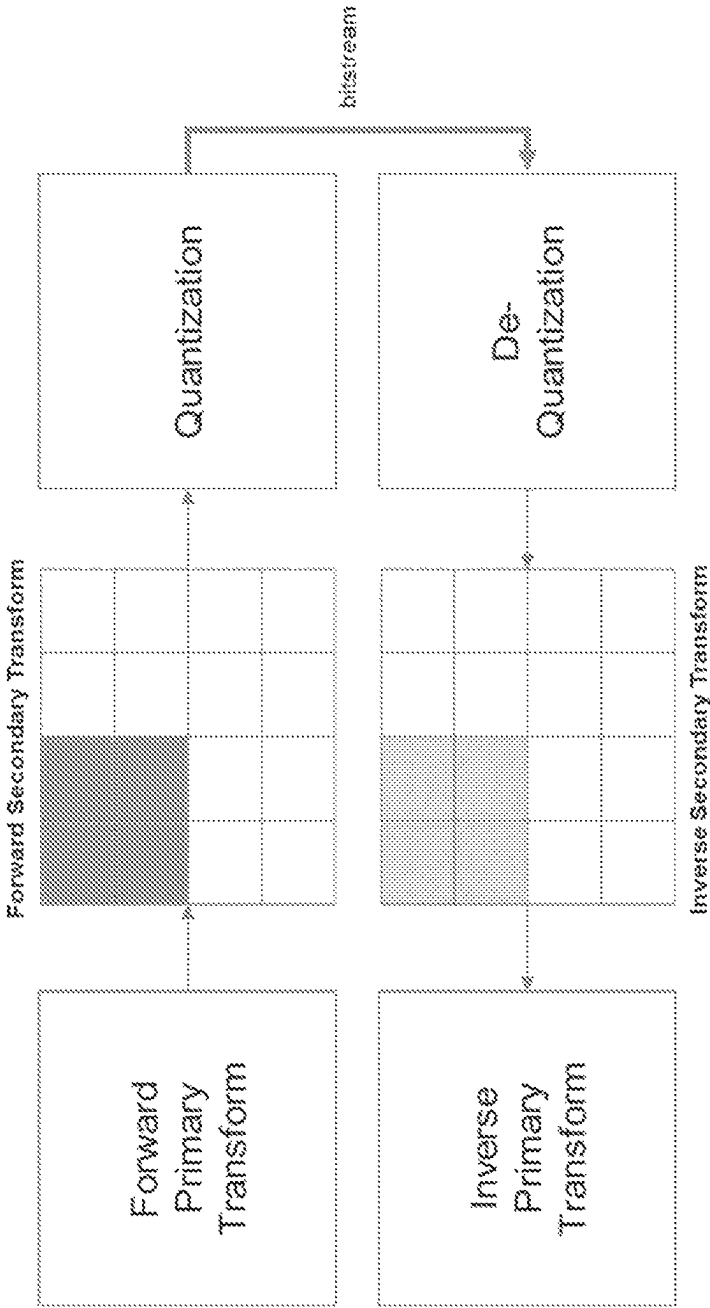 Forward Secondary Transform
Forward
Primary
Transform
Quantization
bitstream
Inverse
Primary
Transform
De-
Quantization
Inverse Secondary Transform